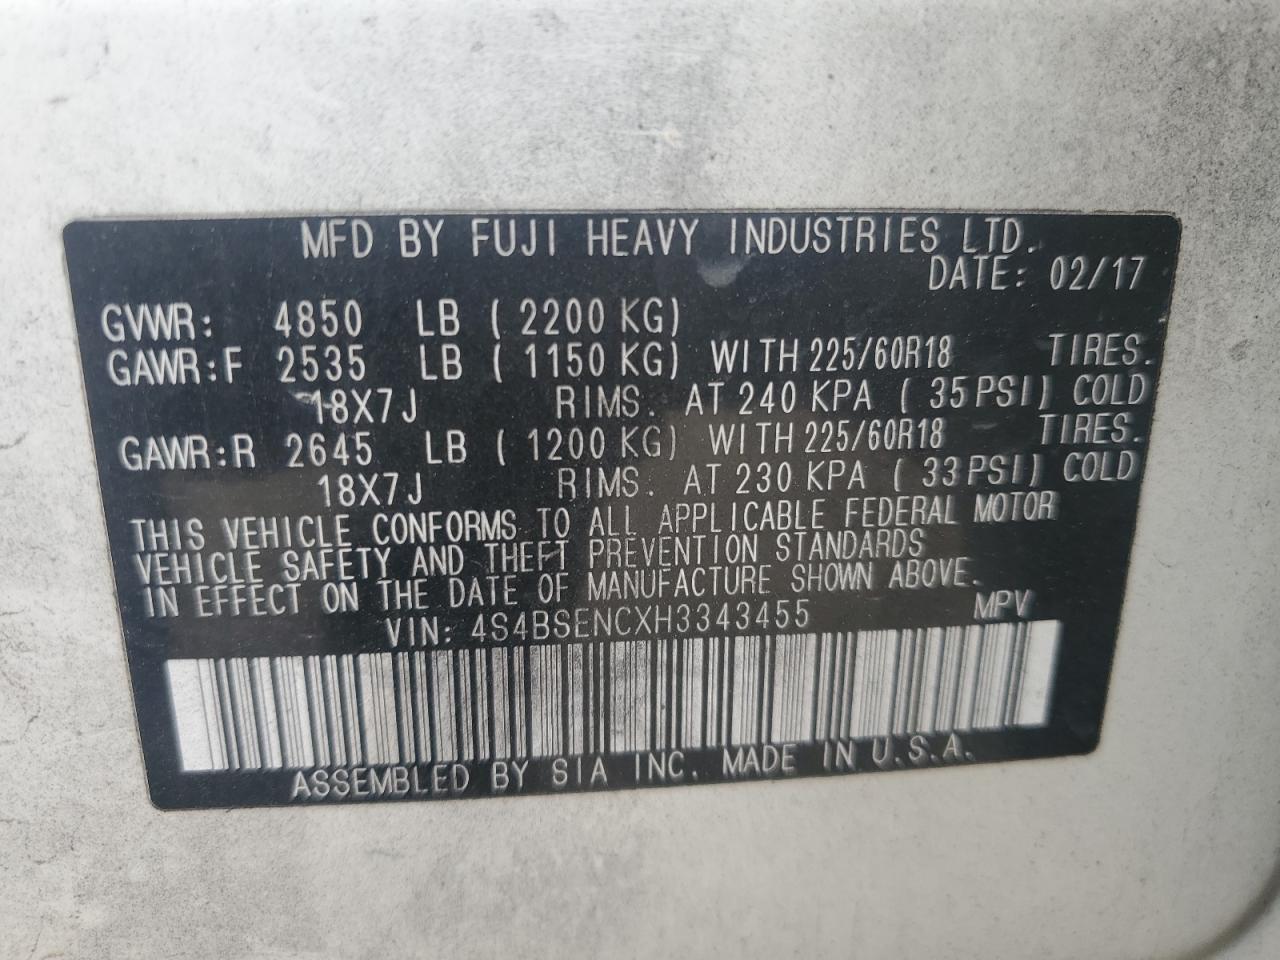 MFD BY FUJI HEAVY INDUSTRIES LTD.
DATE: 02/17
GVWR: 4850 LB ( 2200 KG)
GAWR:F 2535 LB ( 1150 KG) WITH 225/60R18 TIRES.
18X7J RIMS. AT 240 KPA ( 35 PSI) COLD
GAWR:R 2645 LB ( 1200 KG) WITH 225/60R18 TIRES.
18X7J RIMS. AT 230 KPA ( 33 PSI) COLD
THIS VEHICLE CONFORMS TO ALL APPLICABLE FEDERAL MOTOR
VEHICLE SAFETY AND THEFT PREVENTION STANDARDS
IN EFFECT ON THE DATE OF MANUFACTURE SHOWN ABOVE.
VIN: 4S4BSENCXH3343455 MPV
ASSEMBLED BY SIA INC. MADE IN U.S.A.